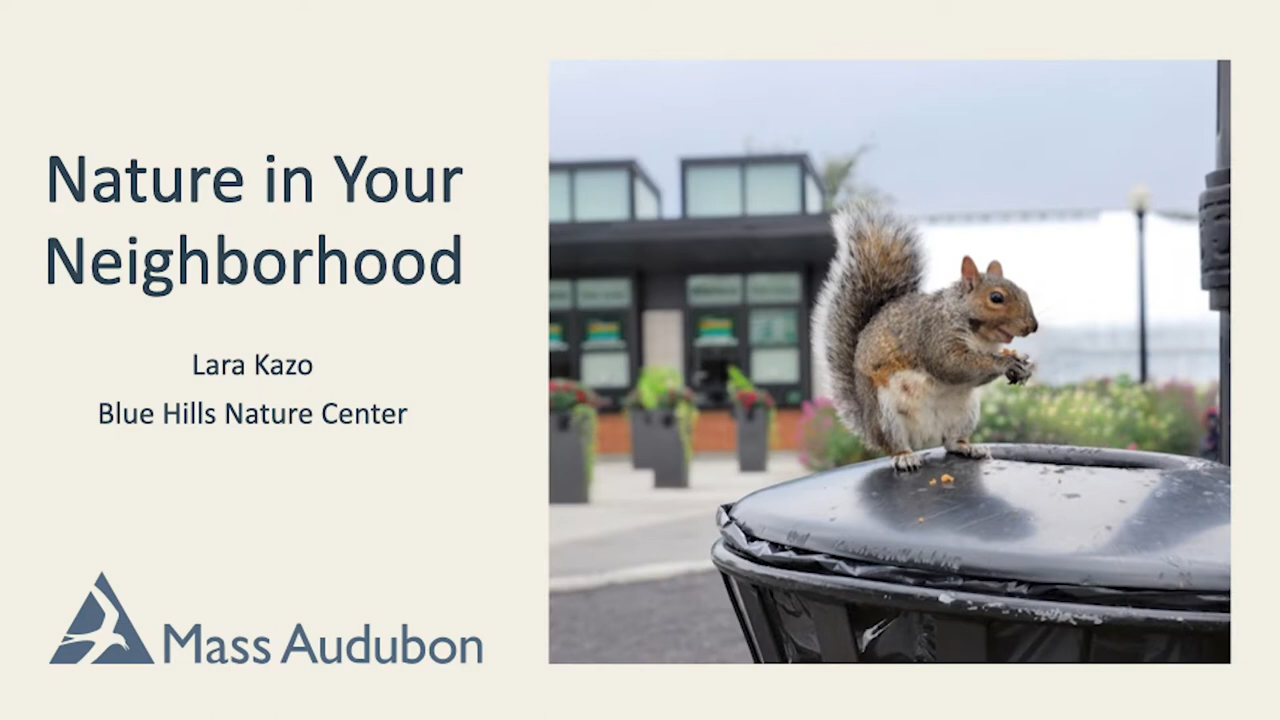 Nature in Your
Neighborhood
Lara Kazo
Blue Hills Nature Center
Mass Audubon